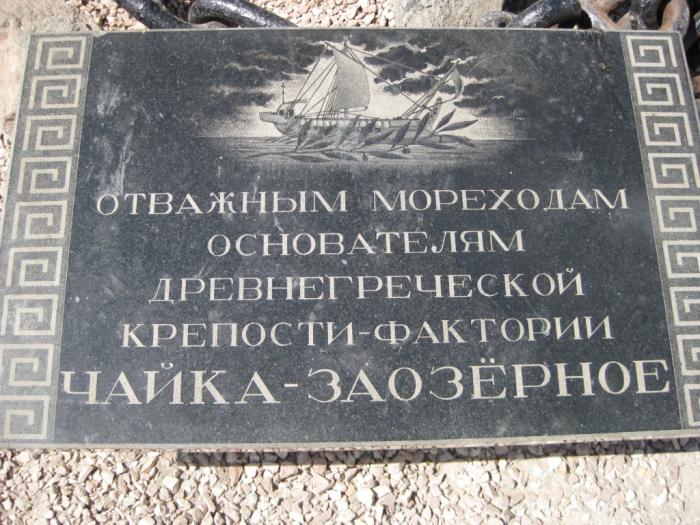 ОТВАЖНЫМ МОРЕХОДАМ
ОСНОВАТЕЛЯМ
ДРЕВНЕГРЕЧЕСКОЙ
КРЕПОСТИ-ФАКТОРИИ
ЧАЙКА-ЗАОЗЁРНОЕ